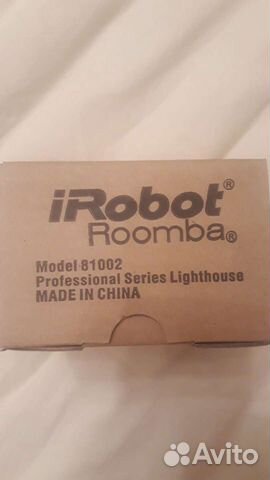 iRobot®
Roomba®
Model 81002
Professional Series Lighthouse
MADE IN CHINA
Avito